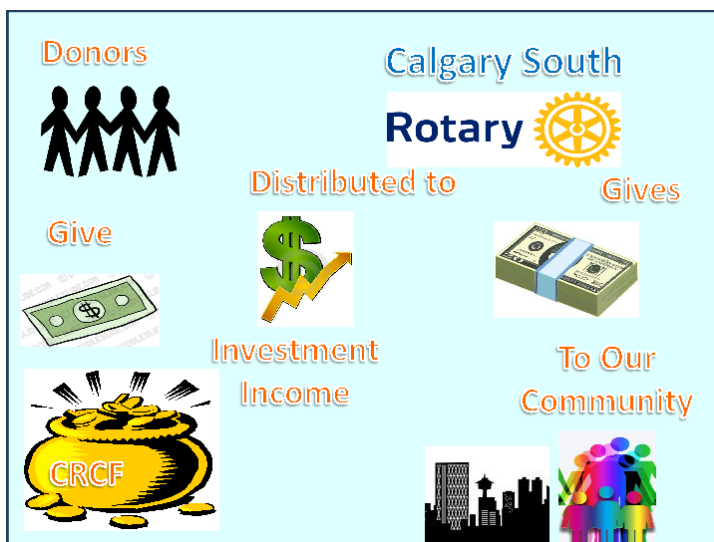 Donors
Calgary South
Rotary
Distributed to
Gives
Give
$
$
Investment
Income
To Our
Community
CRCF